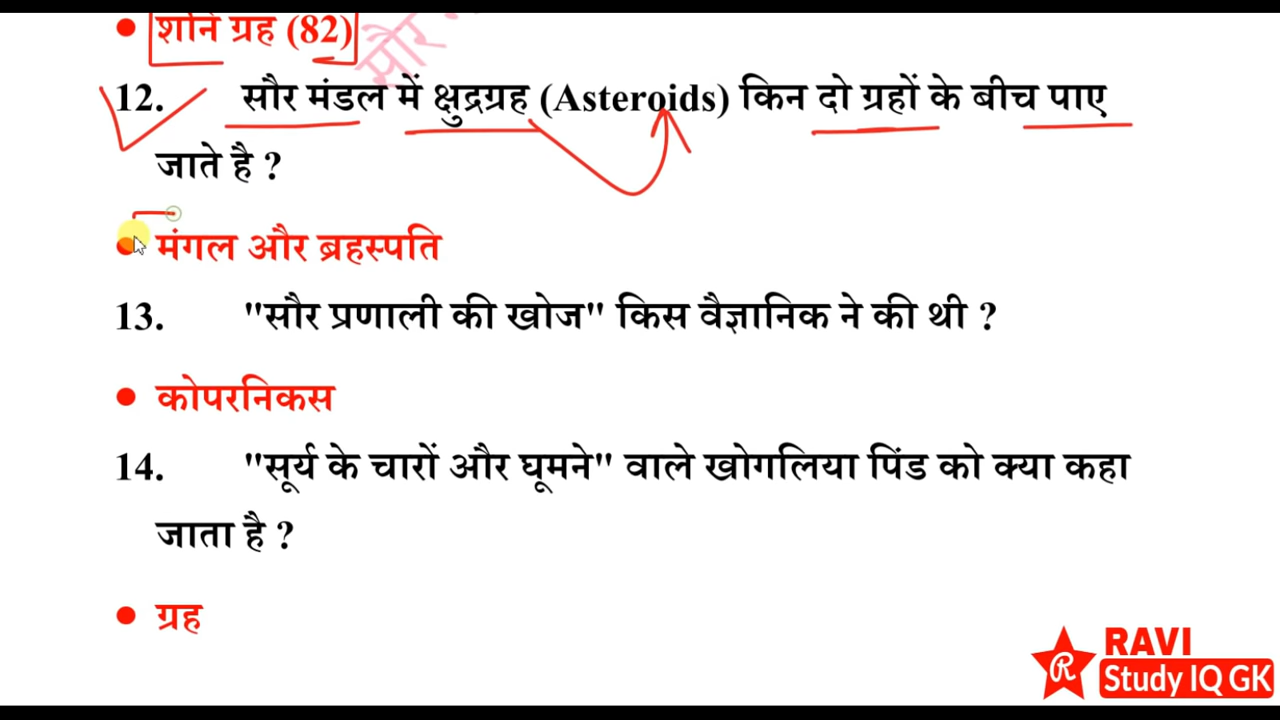 • शनि ग्रह (82)
सौर
12. सौर मंडल में क्षुद्रग्रह (Asteroids) किन दो ग्रहों के बीच पाए
जाते है ?
• मंगल और ब्रहस्पति
13. "सौर प्रणाली की खोज" किस वैज्ञानिक ने की थी ?
• कोपरनिकस
14. "सूर्य के चारों और घूमने" वाले खोगलिया पिंड को क्या कहा
जाता है ?
• ग्रह
RAVI
R Study IQ GK